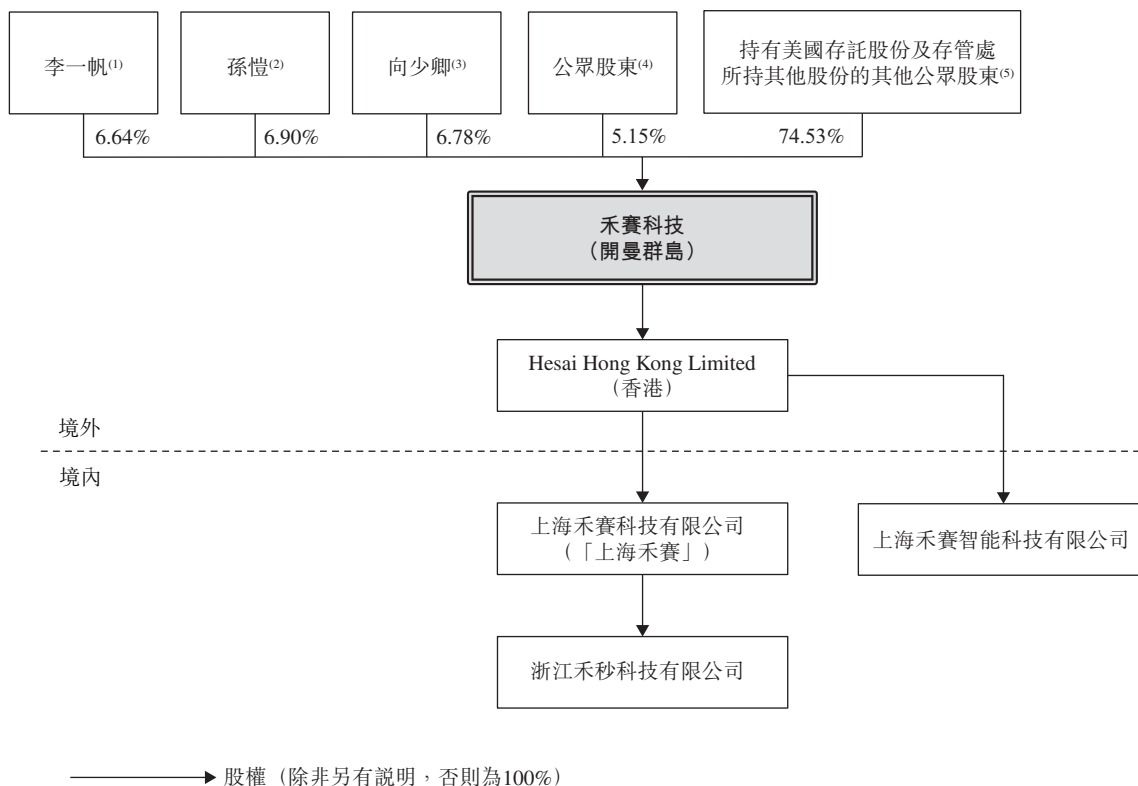 李一帆(1)
孫愷(2)
向少卿(3)
公眾股東(4)
持有美國存託股份及存管處
所持其他股份的其他公眾股東(5)
6.64%
6.90%
6.78%
5.15%
74.53%
禾賽科技
(開曼群島)
Hesai Hong Kong Limited
(香港)
境外
境內
上海禾賽科技有限公司
(「上海禾賽」)
上海禾賽智能科技有限公司
浙江禾秒科技有限公司
股權(除非另有說明,否則為100%)